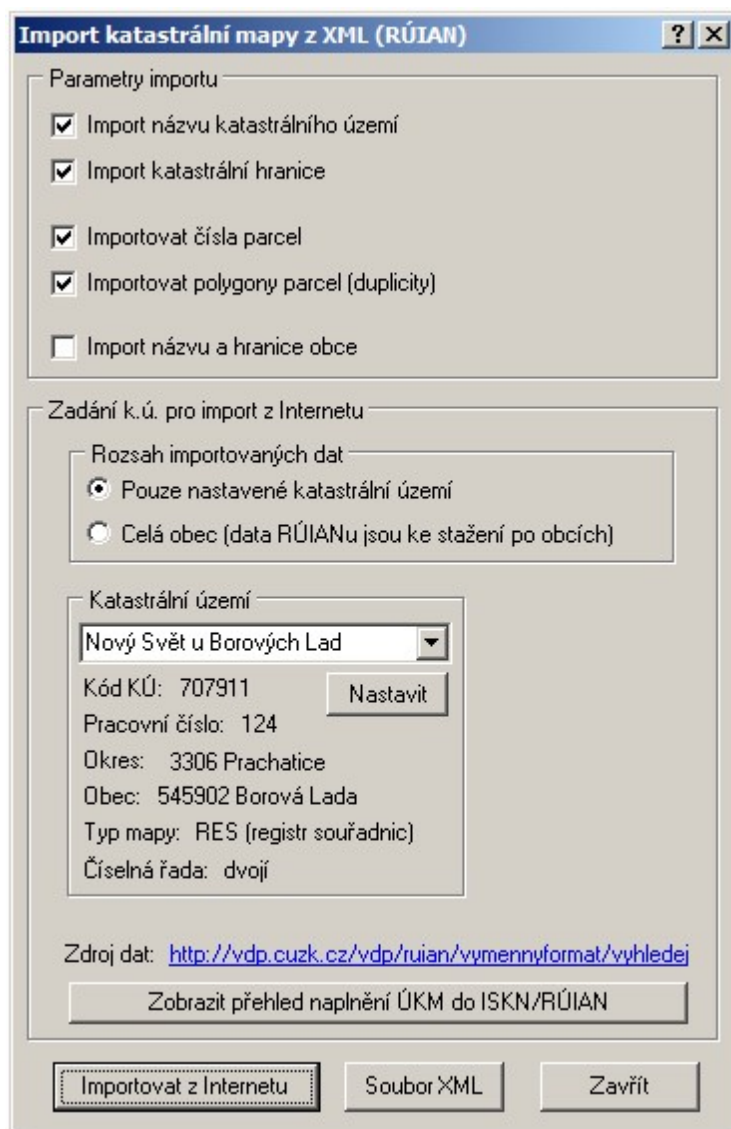 Import katastrální mapy z XML (RÚIAN)
Parametry importu
Import názvu katastrálního území
Import katastrální hranice
Importovat čísla parcel
Importovat polygony parcel (duplicity)
Import názvu a hranice obce
Zadání k.ú. pro import z Internetu
Rozsah importovaných dat
Pouze nastavené katastrální území
Celá obec (data RÚIANu jsou ke stažení po obcích)
Katastrální území
Nový Svět u Borových Lad
Kód KÚ: 707911
Nastavit
Pracovní číslo: 124
Okres: 3306 Prachatice
Obec: 545902 Borová Lada
Typ mapy: RES (registr souřadnic)
Číselná řada: dvojí
Zdroj dat: http://vdp.cuzk.cz/vdp/ruian/vymennyformat/vyhledej
Zobrazit přehled naplnění ÚKM do ISKN/RÚIAN
Importovat z Internetu Soubor XML Zavřít